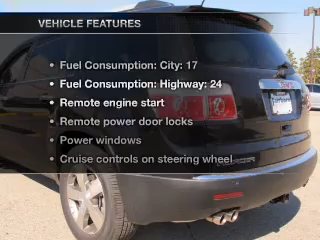 VEHICLE FEATURES
• Fuel Consumption: City: 17
• Fuel Consumption: Highway: 24
• Remote engine start
• Remote power door locks
• Power windows
• Cruise controls on steering wheel
GMC